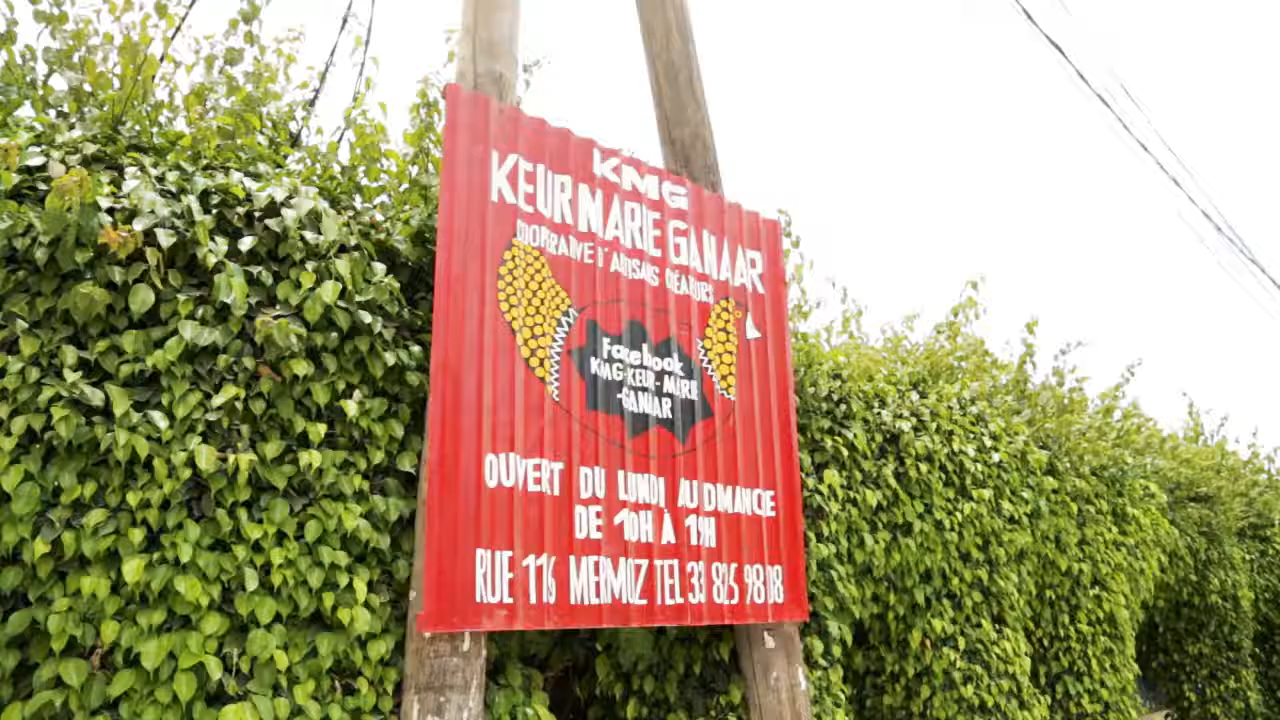 KMG
KEUR MARIE GANAAR
D'ARTISANS
Facebook
KMG-KEUR-MARIE
-GANAAR
OUVERT DU LUNDI AU DIMANCHE
DE 10H À 19H
RUE 116 MERMOZ TEL 33 825 98 08